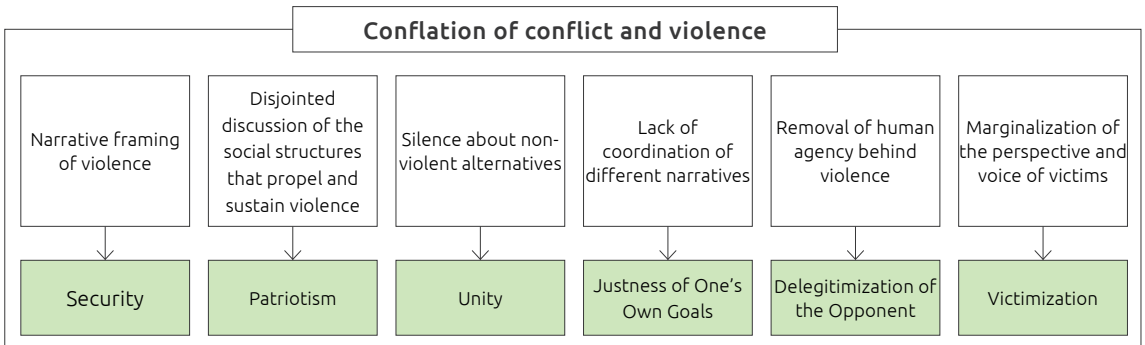 Conflation of conflict and violence
Narrative framing
of violence
Disjointed
discussion of the
social structures
that propel and
sustain violence
Silence about non-
violent alternatives
Lack of
coordination of
different narratives
Removal of human
agency behind
violence
Marginalization of
the perspective and
voice of victims
Security
Patriotism
Unity
Justness of One’s
Own Goals
Delegitimization of
the Opponent
Victimization